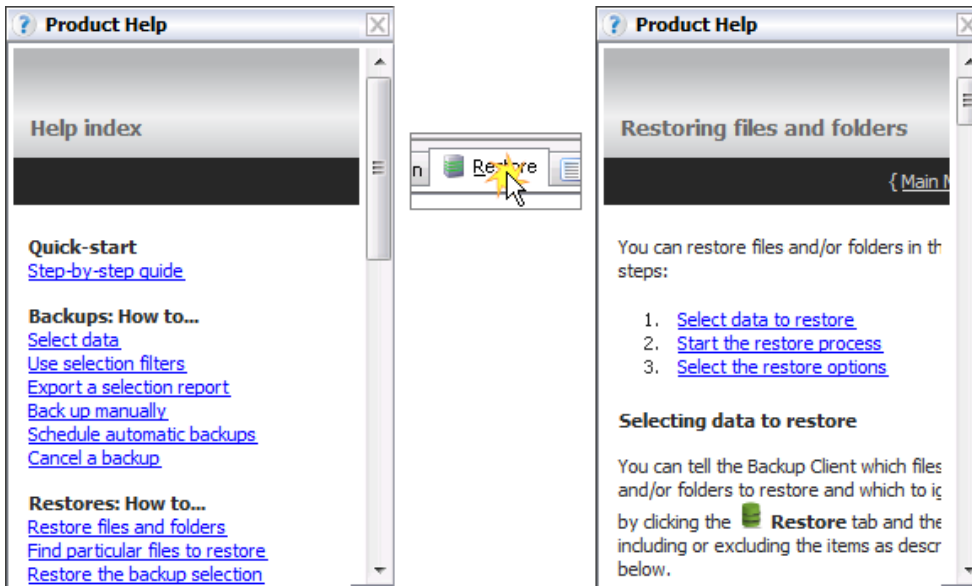 Product Help
Help index
Quick-start
Step-by-step guide
Backups: How to...
Select data
Use selection filters
Export a selection report
Back up manually
Schedule automatic backups
Cancel a backup
Restores: How to...
Restore files and folders
Find particular files to restore
Restore the backup selection
n Restore
Product Help
Restoring files and folders
{ Main M
You can restore files and/or folders in th
steps:
1. Select data to restore
2. Start the restore process
3. Select the restore options
Selecting data to restore
You can tell the Backup Client which files
and/or folders to restore and which to ig
by clicking the Restore tab and the
including or excluding the items as descr
below.